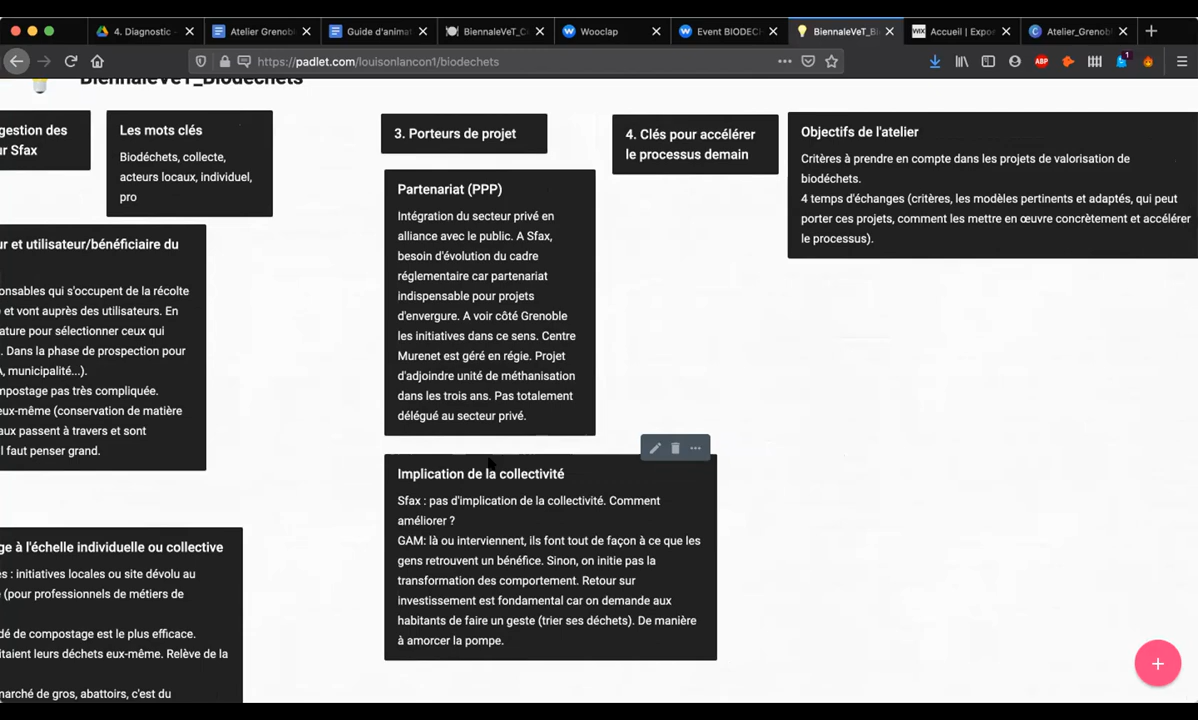 4. Diagnostic -
Atelier Grenob
Guide d'animat
BiennaleVeT_C
Wooclap
Event BIODECH
BiennaleVeT_Bi
Accueil | Expos
Atelier_Grenobl
https://padlet.com/louisonlancon1/biodechets
BiennaleVeT_Biodéchets
gestion des
ur Sfax
Les mots clés
Biodéchets, collecte,
acteurs locaux, individuel,
pro
3. Porteurs de projet
4. Clés pour accélérer
le processus demain
Objectifs de l'atelier
Critères à prendre en compte dans les projets de valorisation de
biodéchets.
4 temps d'échanges (critères, les modèles pertinents et adaptés, qui peut
porter ces projets, comment les mettre en œuvre concrètement et accélérer
le processus).
ur et utilisateur/bénéficiaire du
onsables qui s'occupent de la récolte
e et vont auprès des utilisateurs. En
ature pour sélectionner ceux qui
. Dans la phase de prospection pour
A, municipalité...).
mpostage pas très compliquée.
eux-même (conservation de matière
aux passent à travers et sont
l faut penser grand.
Partenariat (PPP)
Intégration du secteur privé en
alliance avec le public. A Sfax,
besoin d'évolution du cadre
réglementaire car partenariat
indispensable pour projets
d'envergure. A voir côté Grenoble
les initiatives dans ce sens. Centre
Murenet est géré en régie. Projet
d'adjoindre unité de méthanisation
dans les trois ans. Pas totalement
délégué au secteur privé.
Implication de la collectivité
Sfax : pas d'implication de la collectivité. Comment
améliorer ?
GAM: là ou interviennent, ils font tout de façon à ce que les
gens retrouvent un bénéfice. Sinon, on initie pas la
transformation des comportement. Retour sur
investissement est fondamental car on demande aux
habitants de faire un geste (trier ses déchets). De manière
à amorcer la pompe.
ge à l'échelle individuelle ou collective
és : initiatives locales ou site dévolu au
e (pour professionnels de métiers de
dé de compostage est le plus efficace.
itaient leurs déchets eux-même. Relève de la
marché de gros, abattoirs, c'est du